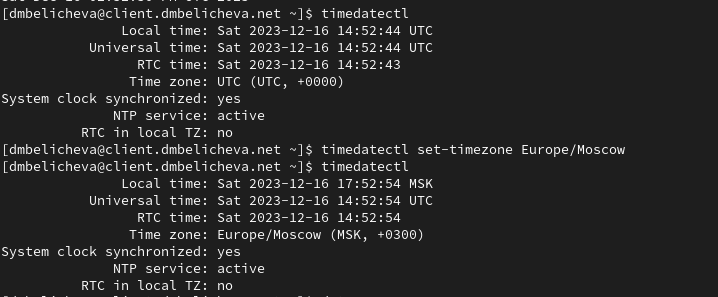 [dmbelicheva@client.dmbelicheva.net ~]$ timedatectl
Local time: Sat 2023-12-16 14:52:44 UTC
Universal time: Sat 2023-12-16 14:52:44 UTC
RTC time: Sat 2023-12-16 14:52:43
Time zone: UTC (UTC, +0000)
System clock synchronized: yes
NTP service: active
RTC in local TZ: no
[dmbelicheva@client.dmbelicheva.net ~]$ timedatectl set-timezone Europe/Moscow
[dmbelicheva@client.dmbelicheva.net ~]$ timedatectl
Local time: Sat 2023-12-16 17:52:54 MSK
Universal time: Sat 2023-12-16 14:52:54 UTC
RTC time: Sat 2023-12-16 14:52:54
Time zone: Europe/Moscow (MSK, +0300)
System clock synchronized: yes
NTP service: active
RTC in local TZ: no